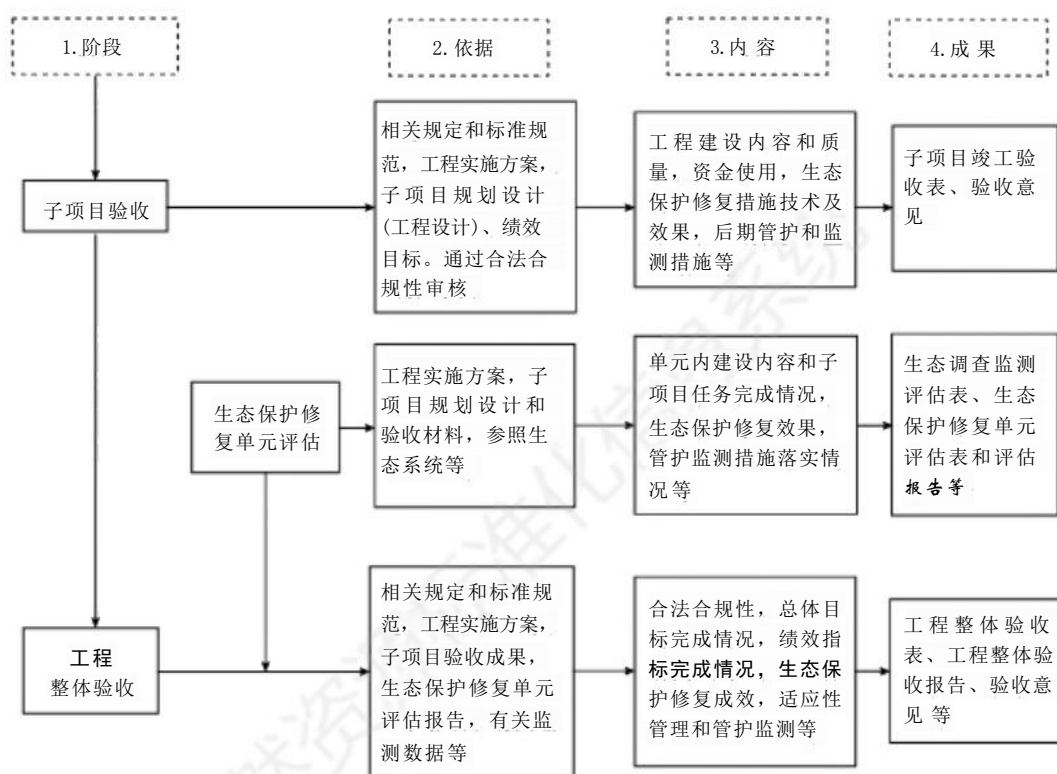 1.阶段
2.依据
3.内 容
4.成 果
子项目验收
相关规定和标准规
范，工程实施方案，
子项目规划设计
(工程设计)、绩效
目标。通过合法合
规性审核
工程建设内容和质
量，资金使用，生态
保护修复措施技术及
效果，后期管护和监
测措施等
子项目竣工验
收表、验收意
见
生态保护修
复单元评估
工程实施方案，子
项目规划设计和
验收材料，参照生
态系统等
单元内建设内容和子
项目任务完成情况，
生态保护修复效果，
管护监测措施落实情
况等
生态调查监测
评估表、生态
保护修复单元
评估表和评估
报告等
工程
整体验收
相关规定和标准规
范，工程实施方案，
子项目验收成果，
生态保护修复单元
评估报告，有关监
测数据等
合法合规性，总体目
标完成情况，绩效指
标完成情况，生态保
护修复成效，适应性
管理和管护监测等
工程整体验收
表、工程整体验
收报告、验收意
见 等
然资源标准化信息系统